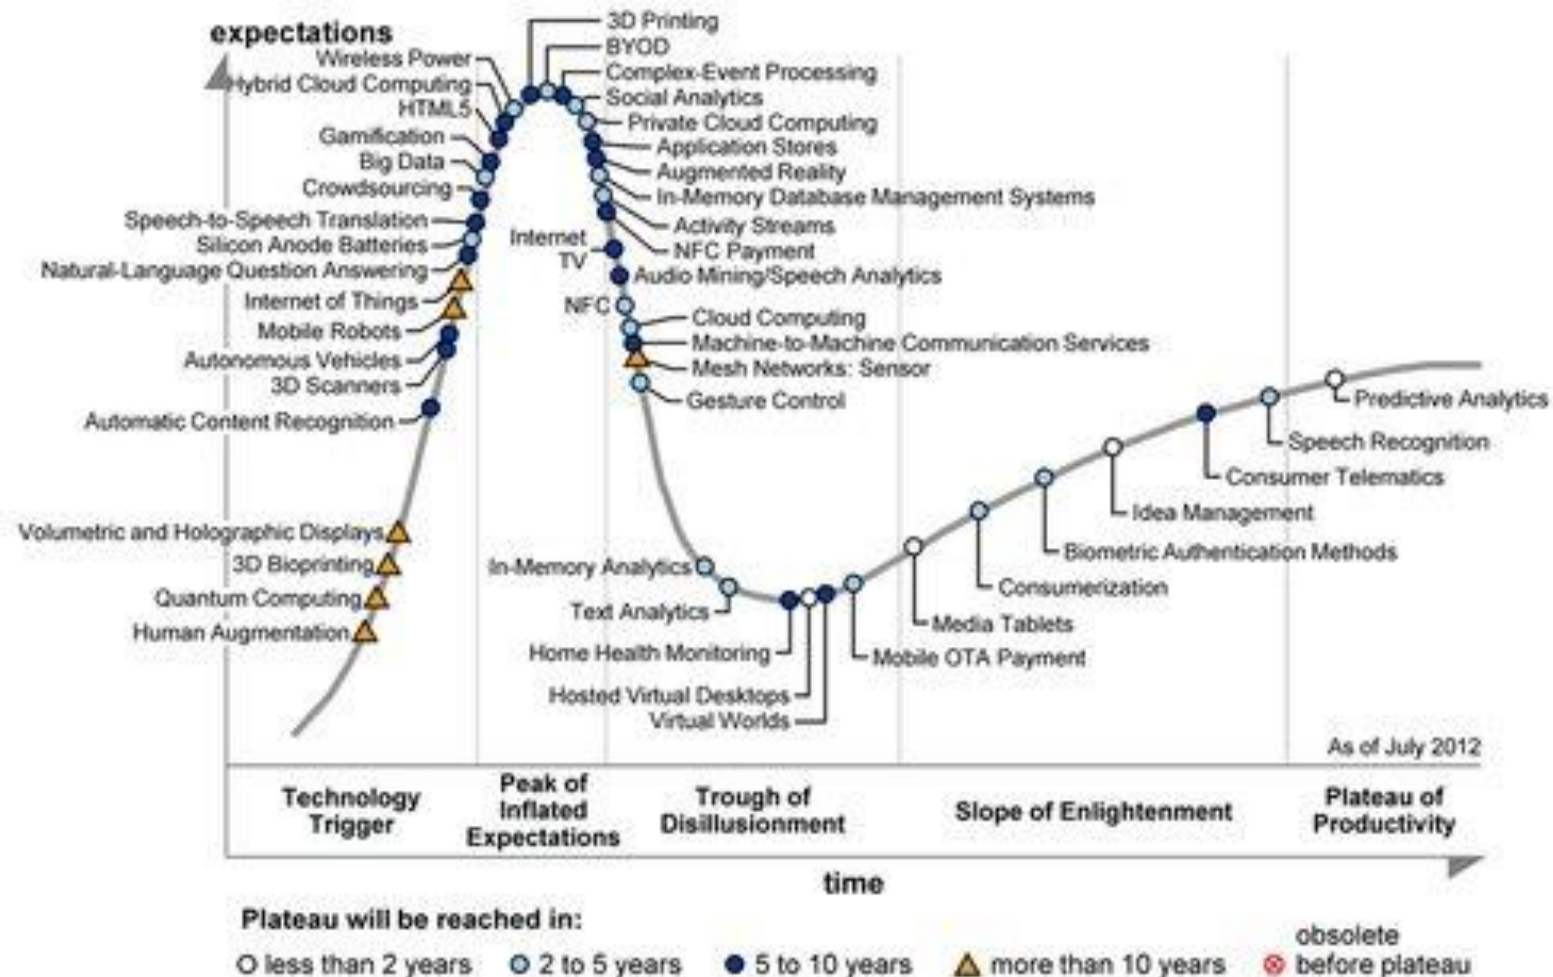 expectations
3D Printing
BYOD
Wireless Power
Complex-Event Processing
Hybrid Cloud Computing
Social Analytics
HTML5
Private Cloud Computing
Gamification
Application Stores
Big Data
Augmented Reality
Crowdsourcing
In-Memory Database Management Systems
Speech-to-Speech Translation
Activity Streams
Silicon Anode Batteries
Internet
TV
NFC Payment
Natural-Language Question Answering
Audio Mining/Speech Analytics
Internet of Things
NFC
Cloud Computing
Mobile Robots
Machine-to-Machine Communication Services
Autonomous Vehicles
Mesh Networks: Sensor
3D Scanners
Gesture Control
Automatic Content Recognition
Predictive Analytics
Speech Recognition
Consumer Telematics
Idea Management
Volumetric and Holographic Displays
Biometric Authentication Methods
3D Bioprinting
In-Memory Analytics
Consumerization
Quantum Computing
Text Analytics
Media Tablets
Human Augmentation
Home Health Monitoring
Mobile OTA Payment
Hosted Virtual Desktops
Virtual Worlds
As of July 2012
Technology
Trigger
Peak of
Inflated
Expectations
Trough of
Disillusionment
Slope of Enlightenment
Plateau of
Productivity
time
Plateau will be reached in:
less than 2 years
2 to 5 years
5 to 10 years
more than 10 years
obsolete
before plateau